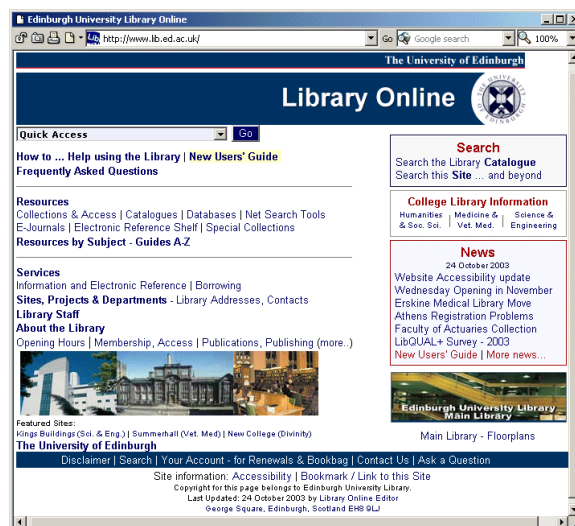 Edinburgh University Library Online
http://www.lib.ed.ac.uk/
Go
Google search
100%
The University of Edinburgh
Library Online
Quick Access
Go
How to ... Help using the Library | New Users' Guide
Frequently Asked Questions
Resources
Collections & Access | Catalogues | Databases | Net Search Tools
E-Journals | Electronic Reference Shelf | Special Collections
Resources by Subject - Guides A-Z
Services
Information and Electronic Reference | Borrowing
Sites, Projects & Departments - Library Addresses, Contacts
Library Staff
About the Library
Opening Hours | Membership, Access | Publications, Publishing (more..)
Featured Sites:
Kings Buildings (Sci. & Eng.) | Summerhall (Vet. Med) | New College (Divinity)
The University of Edinburgh
Search
Search the Library Catalogue
Search this Site ... and beyond
College Library Information
Humanities | Medicine & | Science &
& Soc. Sci. | Vet. Med. | Engineering
News
24 October 2003
Website Accessibility update
Wednesday Opening in November
Erskine Medical Library Move
Athens Registration Problems
Faculty of Actuaries Collection
LibQUAL+ Survey - 2003
New Users' Guide | More news...
Edinburgh University Library
Main Library
Main Library - Floorplans
Disclaimer | Search | Your Account - for Renewals & Bookbag | Contact Us | Ask a Question
Site information: Accessibility | Bookmark / Link to this Site
Copyright for this page belongs to Edinburgh University Library.
Last Updated: 24 October 2003 by Library Online Editor
George Square, Edinburgh, Scotland EH8 9LJ